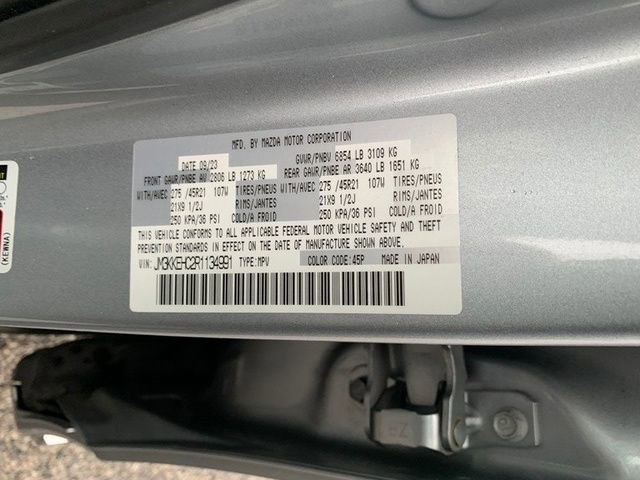 MFD. BY MAZDA MOTOR CORPORATION
DATE 09/23 GVWR/PNBV 6854 LB 3109 KG
FRONT GAWR/PNBE AV 2806 LB 1273 KG REAR GAWR/PNBE AR 3640 LB 1651 KG
WITH/AVEC 275 /45R21 107W TIRES/PNEUS WITH/AVEC 275 /45R21 107W TIRES/PNEUS
21X9 1/2J RIMS/JANTES 21X9 1/2J RIMS/JANTES
250 KPA/36 PSI COLD/A FROID 250 KPA/36 PSI COLD/A FROID
THIS VEHICLE CONFORMS TO ALL APPLICABLE FEDERAL MOTOR VEHICLE SAFETY AND THEFT
PREVENTION STANDARDS IN EFFECT ON THE DATE OF MANUFACTURE SHOWN ABOVE.
VIN: JM3KKEHC2R1134991 TYPE:MPV COLOR CODE:45P MADE IN JAPAN
(KEWNA)